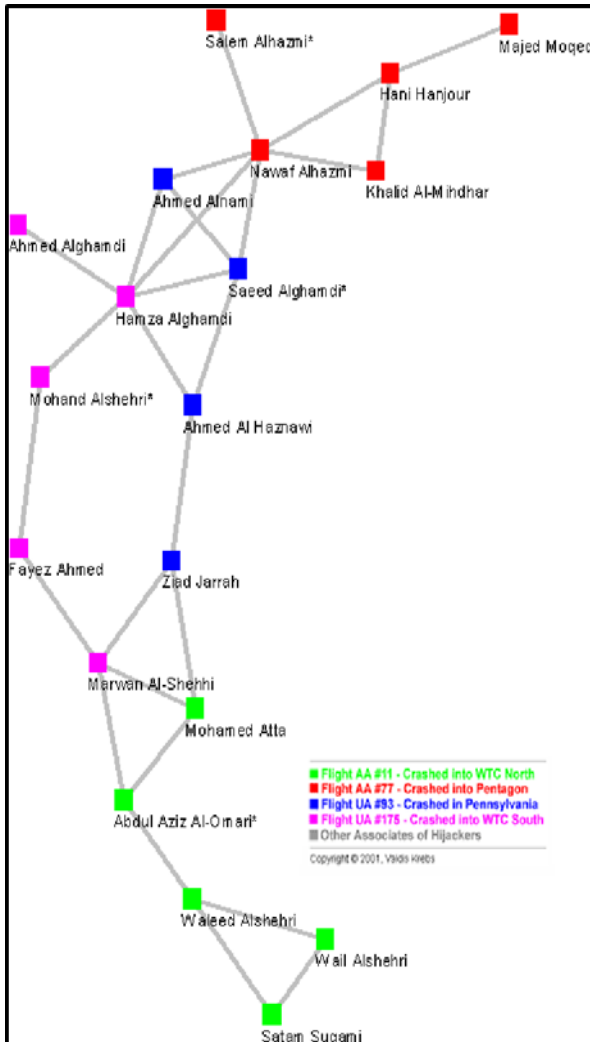 Salem Alhazmi*
Majed Moqed
Hani Hanjour
Nawaf Alhazmi
Khalid Al-Mihdhar
Ahmed Alnami
Ahmed Alghamdi
Saeed Alghamdi*
Hamza Alghamdi
Mohand Alshehri*
Ahmed Al Haznawi
Fayez Ahmed
Ziad Jarrah
Marwan Al-Shehhi
Mohamed Atta
Flight AA #11 - Crashed into WTC North
Flight AA #77 - Crashed into Pentagon
Flight UA #93 - Crashed in Pennsylvania
Flight UA #175 - Crashed into WTC South
Other Associates of Hijackers
Copyright © 2001, Valdis Krebs
Abdul Aziz Al-Omari*
Waleed Alshehri
Wail Alshehri
Satam Suqami